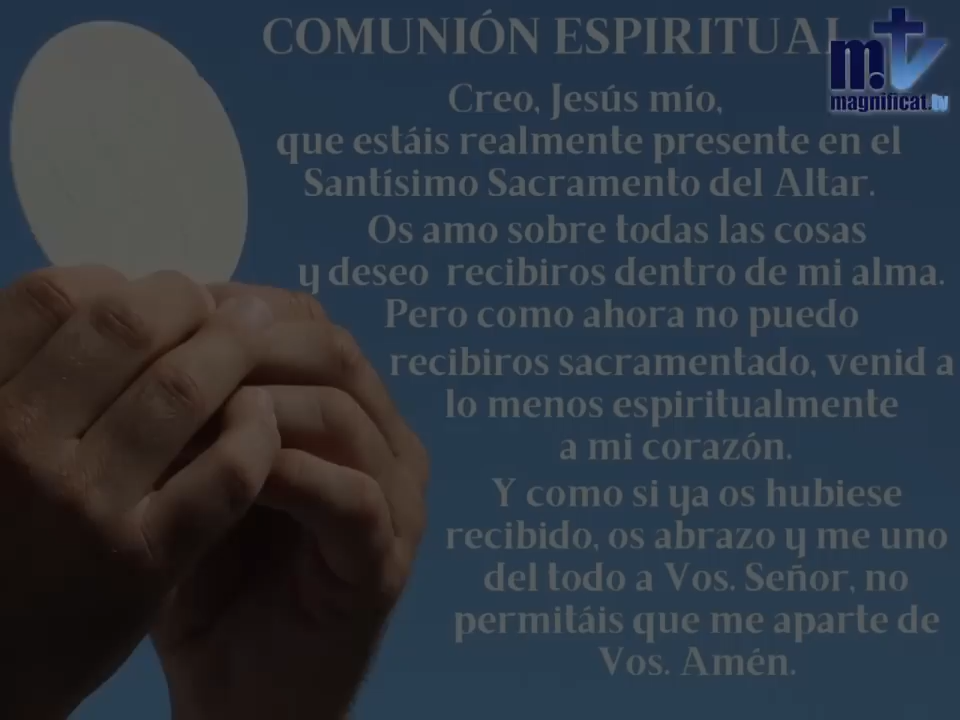 COMUNIÓN ESPIRITUAL
m.tv
magnificat.tv
Creo, Jesús mío,
que estáis realmente presente en el
Santísimo Sacramento del Altar.
Os amo sobre todas las cosas
y deseo recibiros dentro de mi alma.
Pero como ahora no puedo
recibiros sacramentado, venid a
lo menos espiritualmente
a mi corazón.
Y como si ya os hubiese
recibido, os abrazo y me uno
del todo a Vos. Señor, no
permitáis que me aparte de
Vos. Amén.